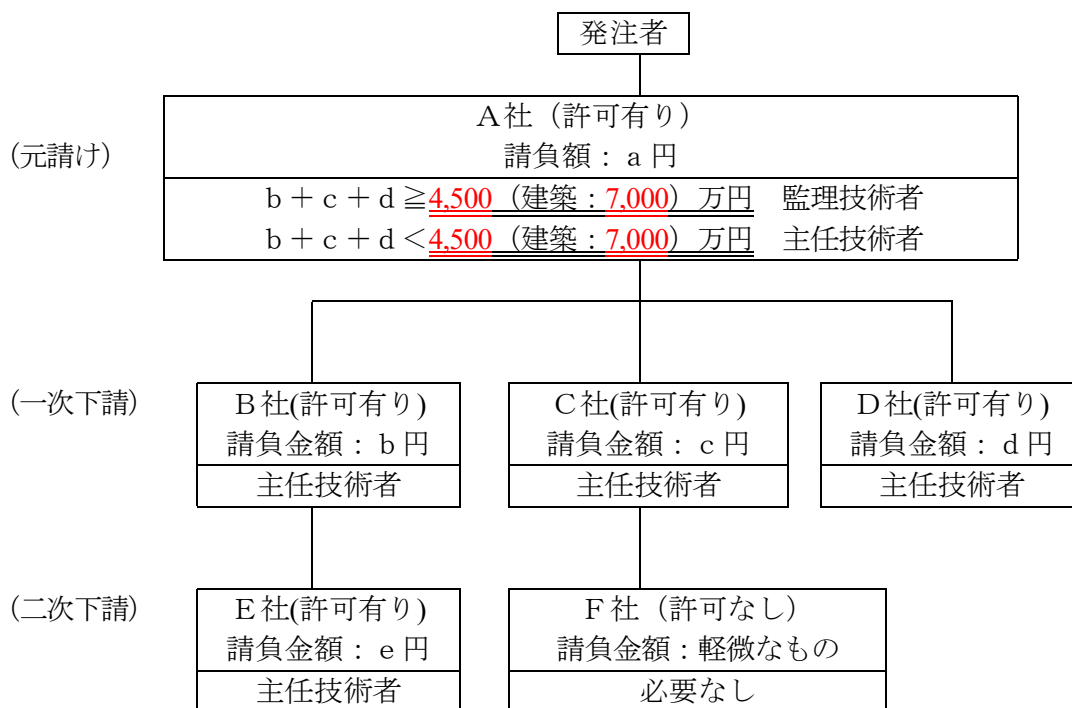 発注者
A社（許可有り）
(元請け)
請負額：a円
b＋c＋d≧4,500（建築：7,000）万円　監理技術者
b＋c＋d＜4,500（建築：7,000）万円　主任技術者
(一次下請)
B社(許可有り)
請負金額：b円
主任技術者
C社(許可有り)
請負金額：c円
主任技術者
D社(許可有り)
請負金額：d円
主任技術者
(二次下請)
E社(許可有り)
請負金額：e円
主任技術者
F社（許可なし）
請負金額：軽微なもの
必要なし